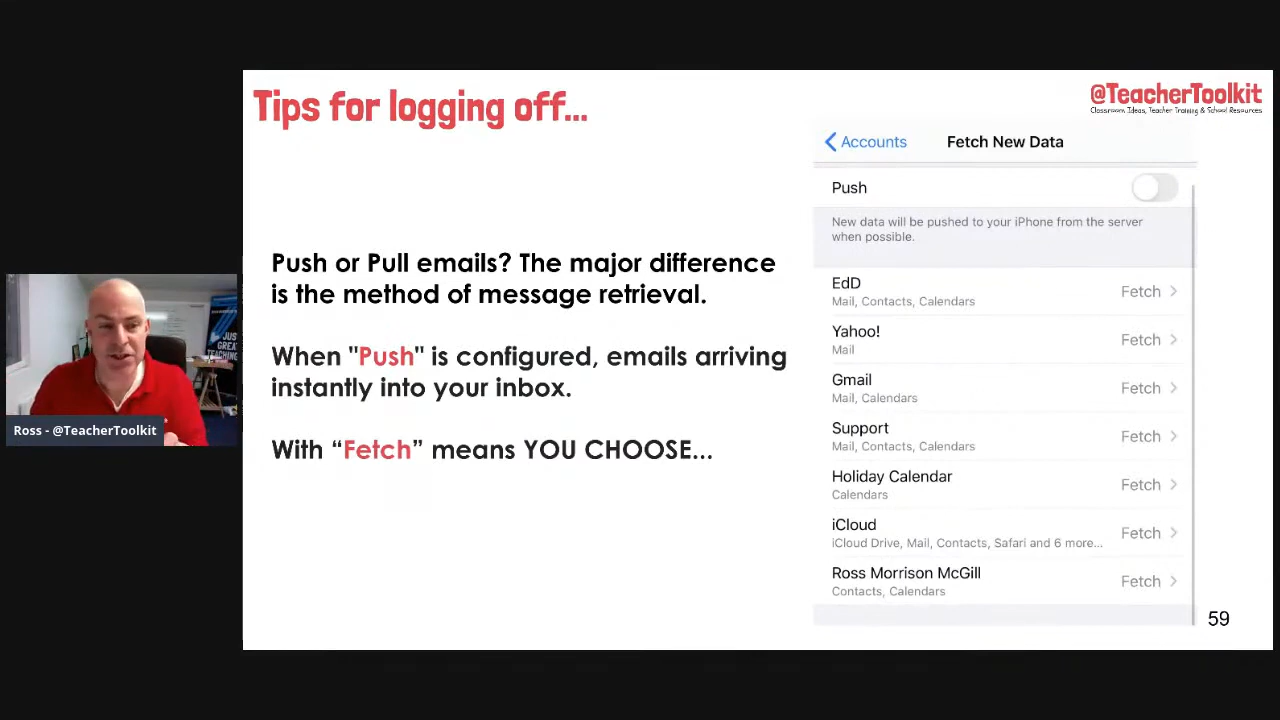 Tips for logging off...
@TeacherToolkit
Classroom Ideas, Teacher Training & School Resources.
Push or Pull emails? The major difference
is the method of message retrieval.
When "Push" is configured, emails arriving
instantly into your inbox.
With “Fetch” means YOU CHOOSE...
Accounts
Fetch New Data
Push
New data will be pushed to your iPhone from the server
when possible.
EdD
Mail, Contacts, Calendars
Fetch
Yahoo!
Mail
Fetch
Gmail
Mail, Calendars
Fetch
Support
Mail, Contacts, Calendars
Fetch
Holiday Calendar
Calendars
Fetch
iCloud
iCloud Drive, Mail, Contacts, Safari and 6 more...
Fetch
Ross Morrison McGill
Contacts, Calendars
Fetch
59
JUS
GREA
TEACHING
Ross - @TeacherToolkit